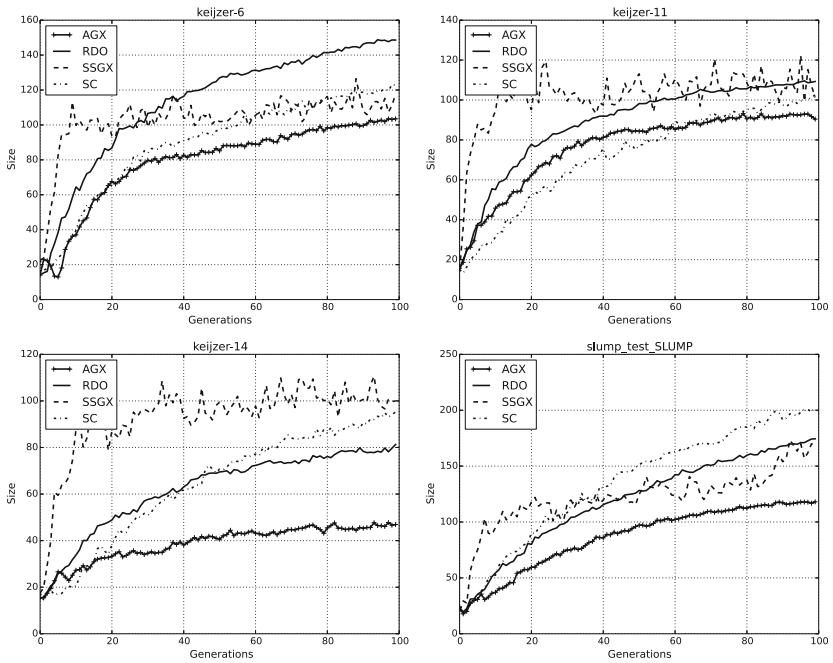 keijzer-6
160
140
120
100
80
60
40
20
0
Size
AGX
RDO
SSGX
SC
0 20 40 60 80 100
Generations
keijzer-11
140
120
100
80
60
40
20
0
Size
AGX
RDO
SSGX
SC
0 20 40 60 80 100
Generations
keijzer-14
120
100
80
60
40
20
0
Size
AGX
RDO
SSGX
SC
0 20 40 60 80 100
Generations
slump_test_SLUMP
250
200
150
100
50
0
Size
AGX
RDO
SSGX
SC
0 20 40 60 80 100
Generations